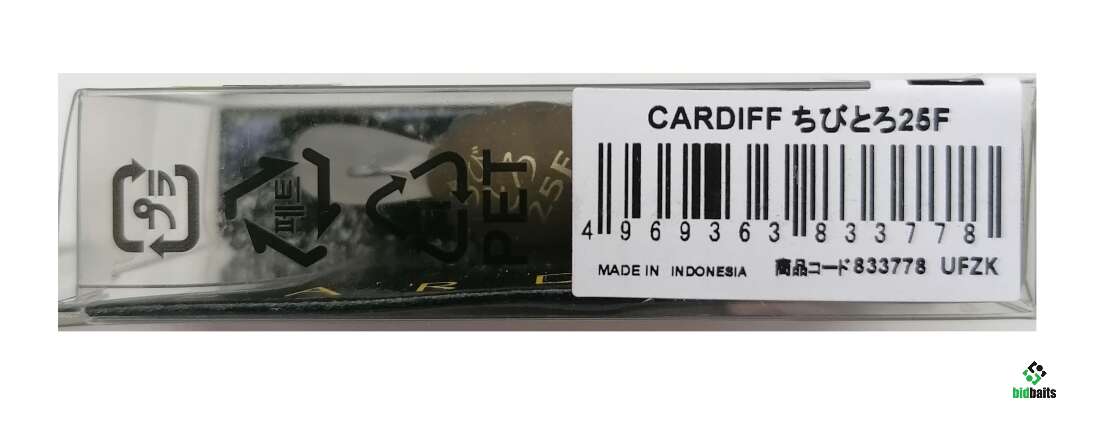 CARDIFF ちびとろ25F
4 969363 833778
MADE IN INDONESIA 商品コード833778 UFZK
プラ
페트
PET
25F
A R D
bidbaits